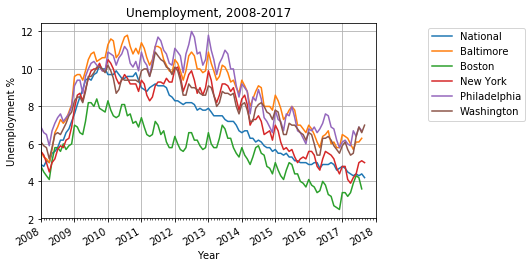 Unemployment, 2008-2017
Unemployment %
12
10
8
6
4
2
2008
2009
2010
2011
2012
2013
2014
2015
2016
2017
2018
Year
National
Baltimore
Boston
New York
Philadelphia
Washington